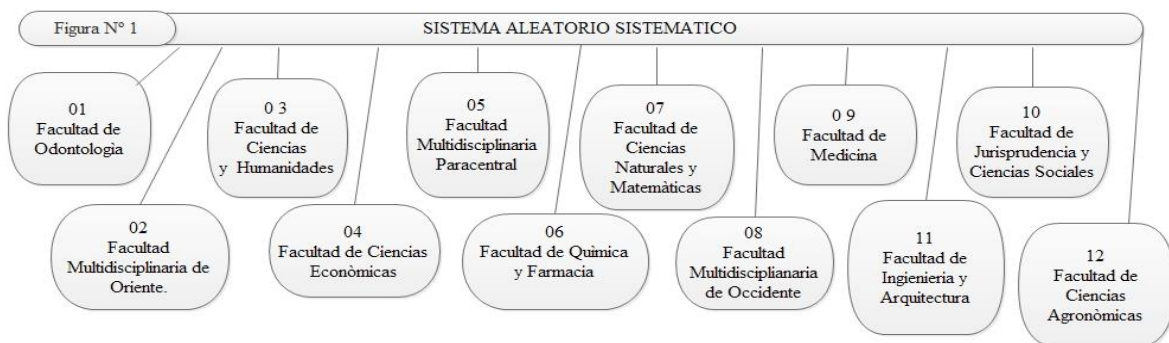 Figura N° 1
SISTEMA ALEATORIO SISTEMATICO
01
Facultad de
Odontologìa
02
Facultad
Multidisciplinaria de
Oriente.
0 3
Facultad de
Ciencias
y Humanidades
04
Facultad de Ciencias
Econòmicas
05
Facultad
Multidisciplinaria
Paracentral
06
Facultad de Quìmica
y Farmacia
07
Facultad de
Ciencias
Naturales y
Matemàticas
08
Facultad
Multidisciplianaria
de Occidente
0 9
Facultad de
Medicina
10
Facultad de
Jurisprudencia y
Ciencias Sociales
11
Facultad de
Ingenieria y
Arquitectura
12
Facultad de
Ciencias
Agronòmicas